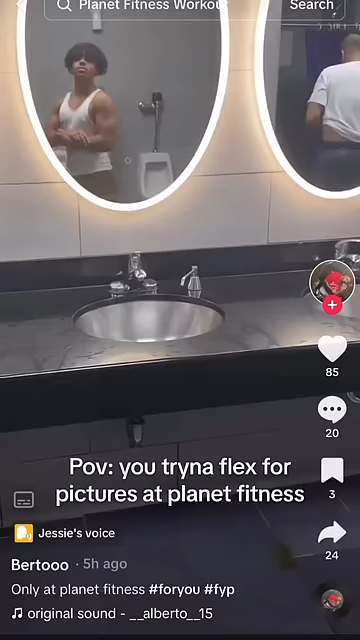 Planet Fitness Workout
Search
85
20
3
24
Pov: you tryna flex for
pictures at planet fitness
Jessie's voice
Bertooo · 5h ago
Only at planet fitness #foryou #fyp
original sound - __alberto__15